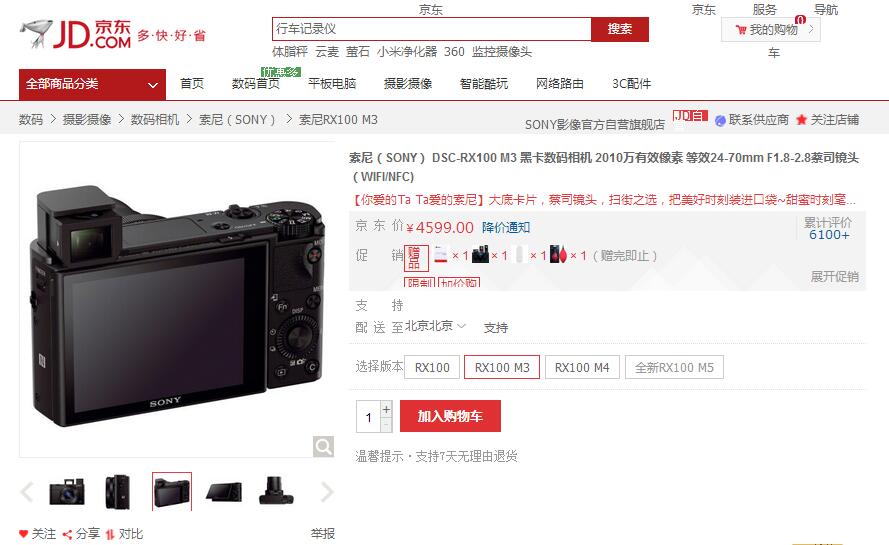 京东
京东
服务
导航
JD.COM 京东
多·快·好·省
行车记录仪
搜索
我的购物车
0
体脂秤 云麦 萤石 小米净化器 360 监控摄像头
优惠多
全部商品分类 首页 数码首页 平板电脑 摄影摄像 智能酷玩 网络路由 3C配件
数码 > 摄影摄像 > 数码相机 > 索尼（SONY） > 索尼RX100 M3
SONY影像官方自营旗舰店 JD自 联系供应商 关注店铺
索尼（SONY） DSC-RX100 M3 黑卡数码相机 2010万有效像素 等效24-70mm F1.8-2.8蔡司镜头
（WIFI/NFC)
【你爱的Ta Ta爱的索尼】大底卡片，蔡司镜头，扫街之选，把美好时刻装进口袋~甜蜜时刻毫...
京 东 价 ¥4599.00 降价通知
累计评价
6100+
促 销 赠品 ×1 ×1 ×1 ×1（赠完即止）
限制 加价购
展开促销
支 持
配 送 至 北京北京 支持
选择版本 RX100 RX100 M3 RX100 M4 全新RX100 M5
1 + - 加入购物车
温馨提示·支持7天无理由退货
SONY
DISP
Fn
MENU
C
关注 分享 对比 举报